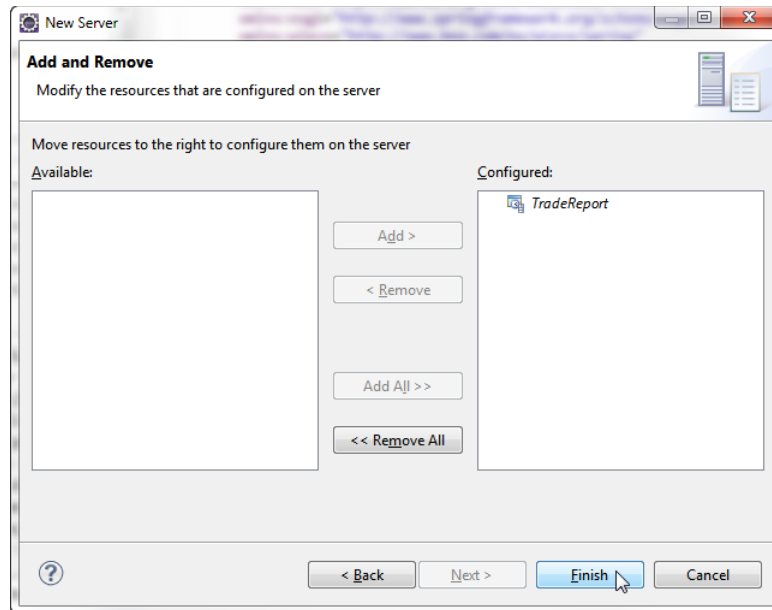 New Server
Add and Remove
Modify the resources that are configured on the server
Move resources to the right to configure them on the server
Available:
Configured:
TradeReport
Add >
< Remove
Add All >>
<< Remove All
?
< Back
Next >
Finish
Cancel